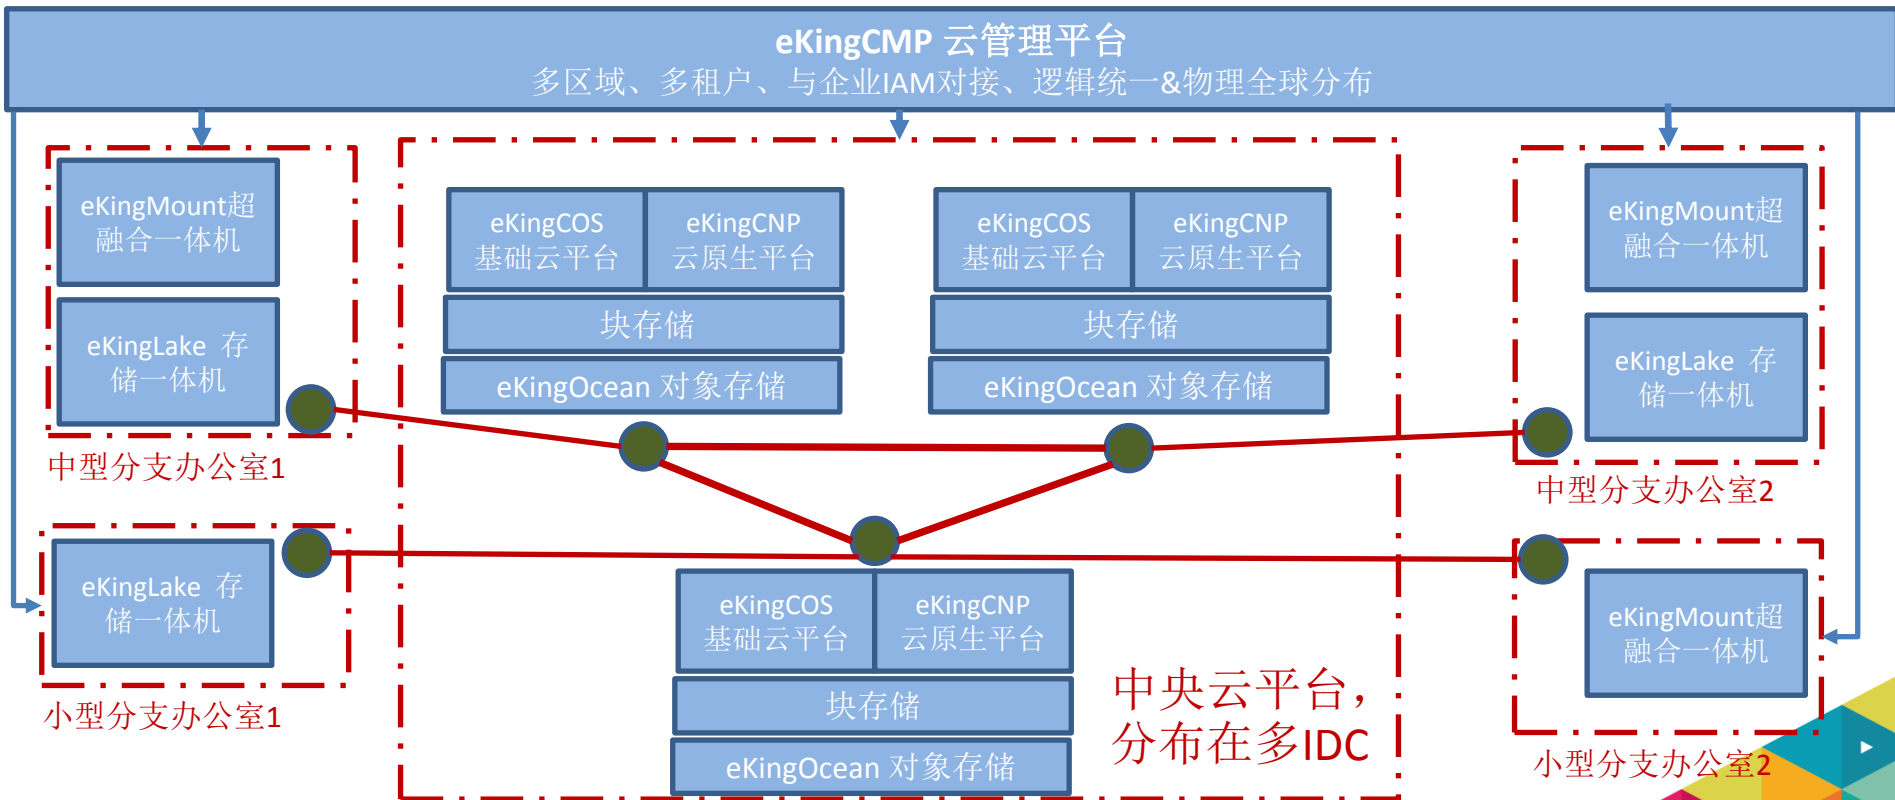 eKingCMP 云管理平台
多区域、多租户、与企业IAM对接、逻辑统一&物理全球分布
eKingMount超
融合一体机
eKingLake 存
储一体机
中型分支办公室1
eKingLake 存
储一体机
小型分支办公室1
eKingCOS
基础云平台
eKingCNP
云原生平台
块存储
eKingOcean 对象存储
eKingCOS
基础云平台
eKingCNP
云原生平台
块存储
eKingOcean 对象存储
eKingCOS
基础云平台
eKingCNP
云原生平台
块存储
eKingOcean 对象存储
中央云平台，
分布在多IDC
eKingMount超
融合一体机
eKingLake 存
储一体机
中型分支办公室2
eKingMount超
融合一体机
小型分支办公室2